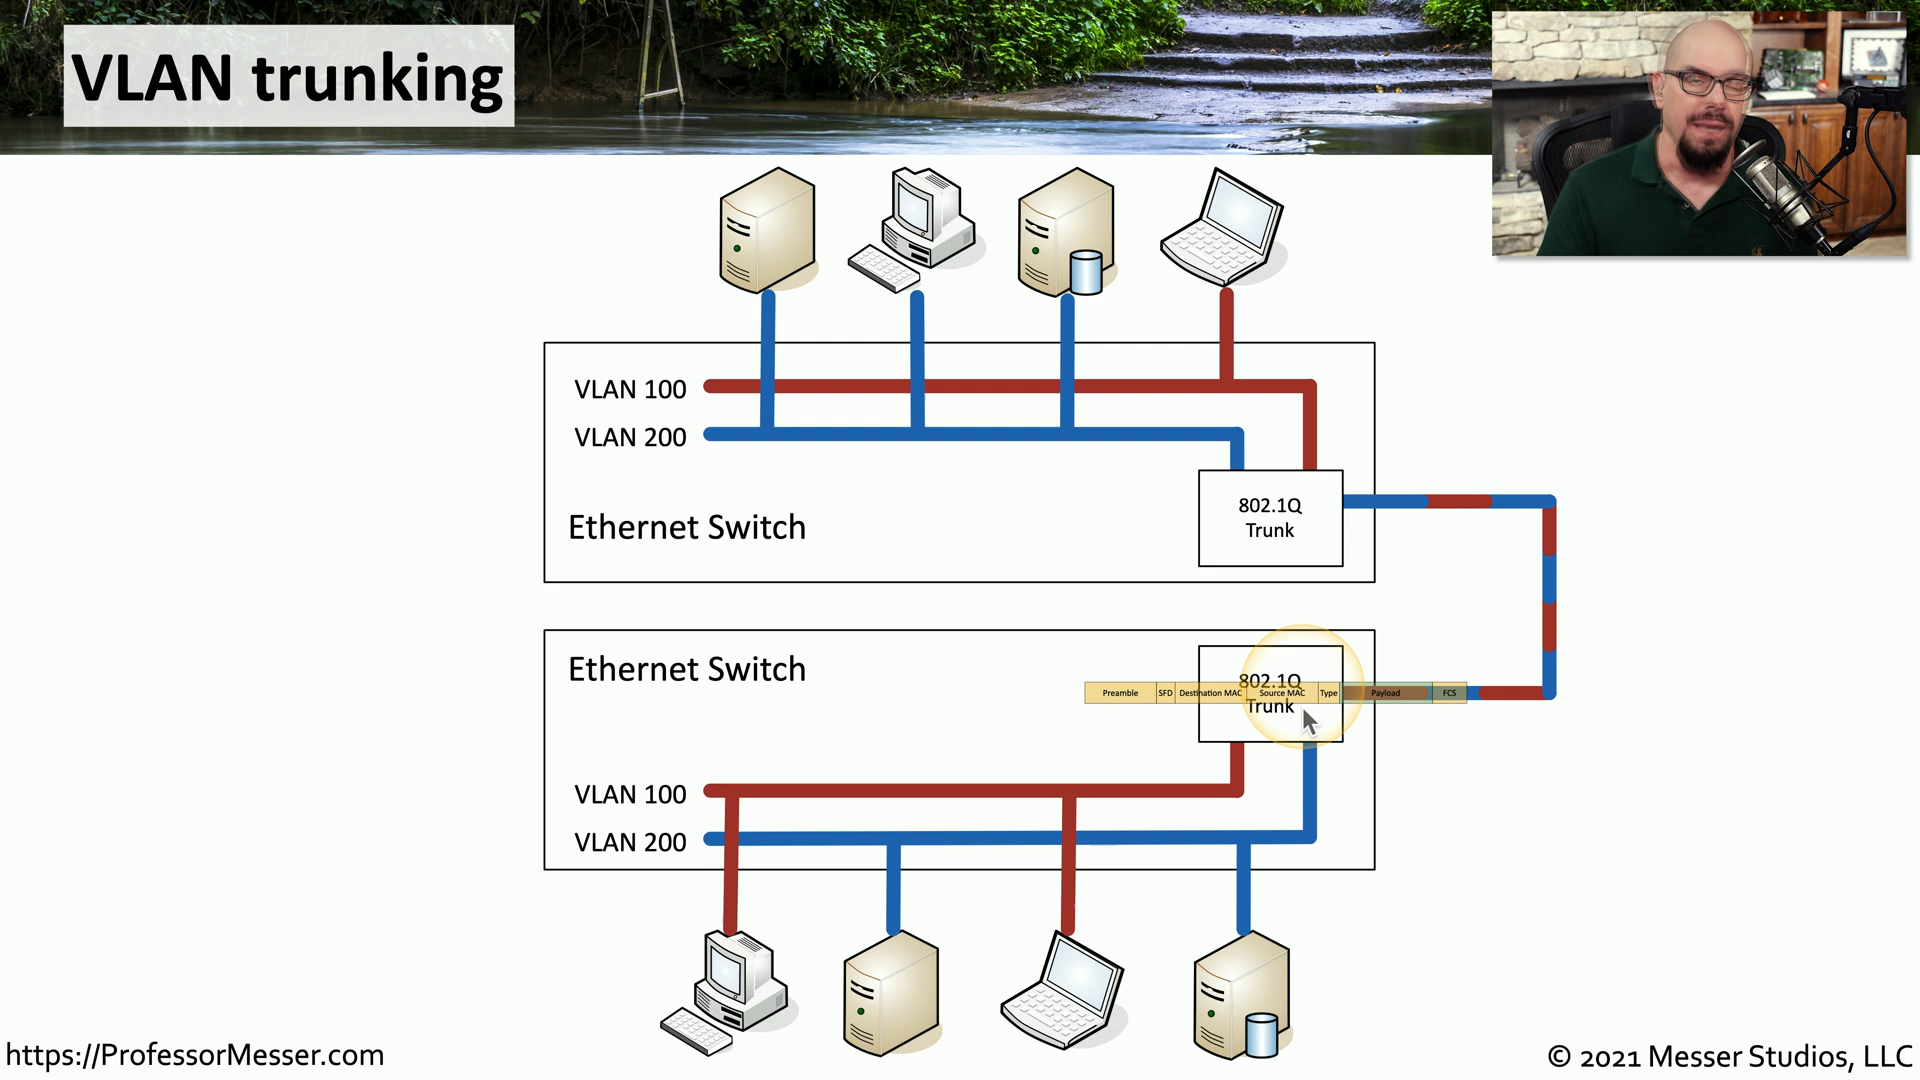 VLAN trunking
VLAN 100
VLAN 200
802.1Q
Trunk
Ethernet Switch
Ethernet Switch
802.1Q
Preamble SFD Destination MAC Source MAC Type Payload FCS
Trunk
VLAN 100
VLAN 200
https://ProfessorMesser.com
© 2021 Messer Studios, LLC